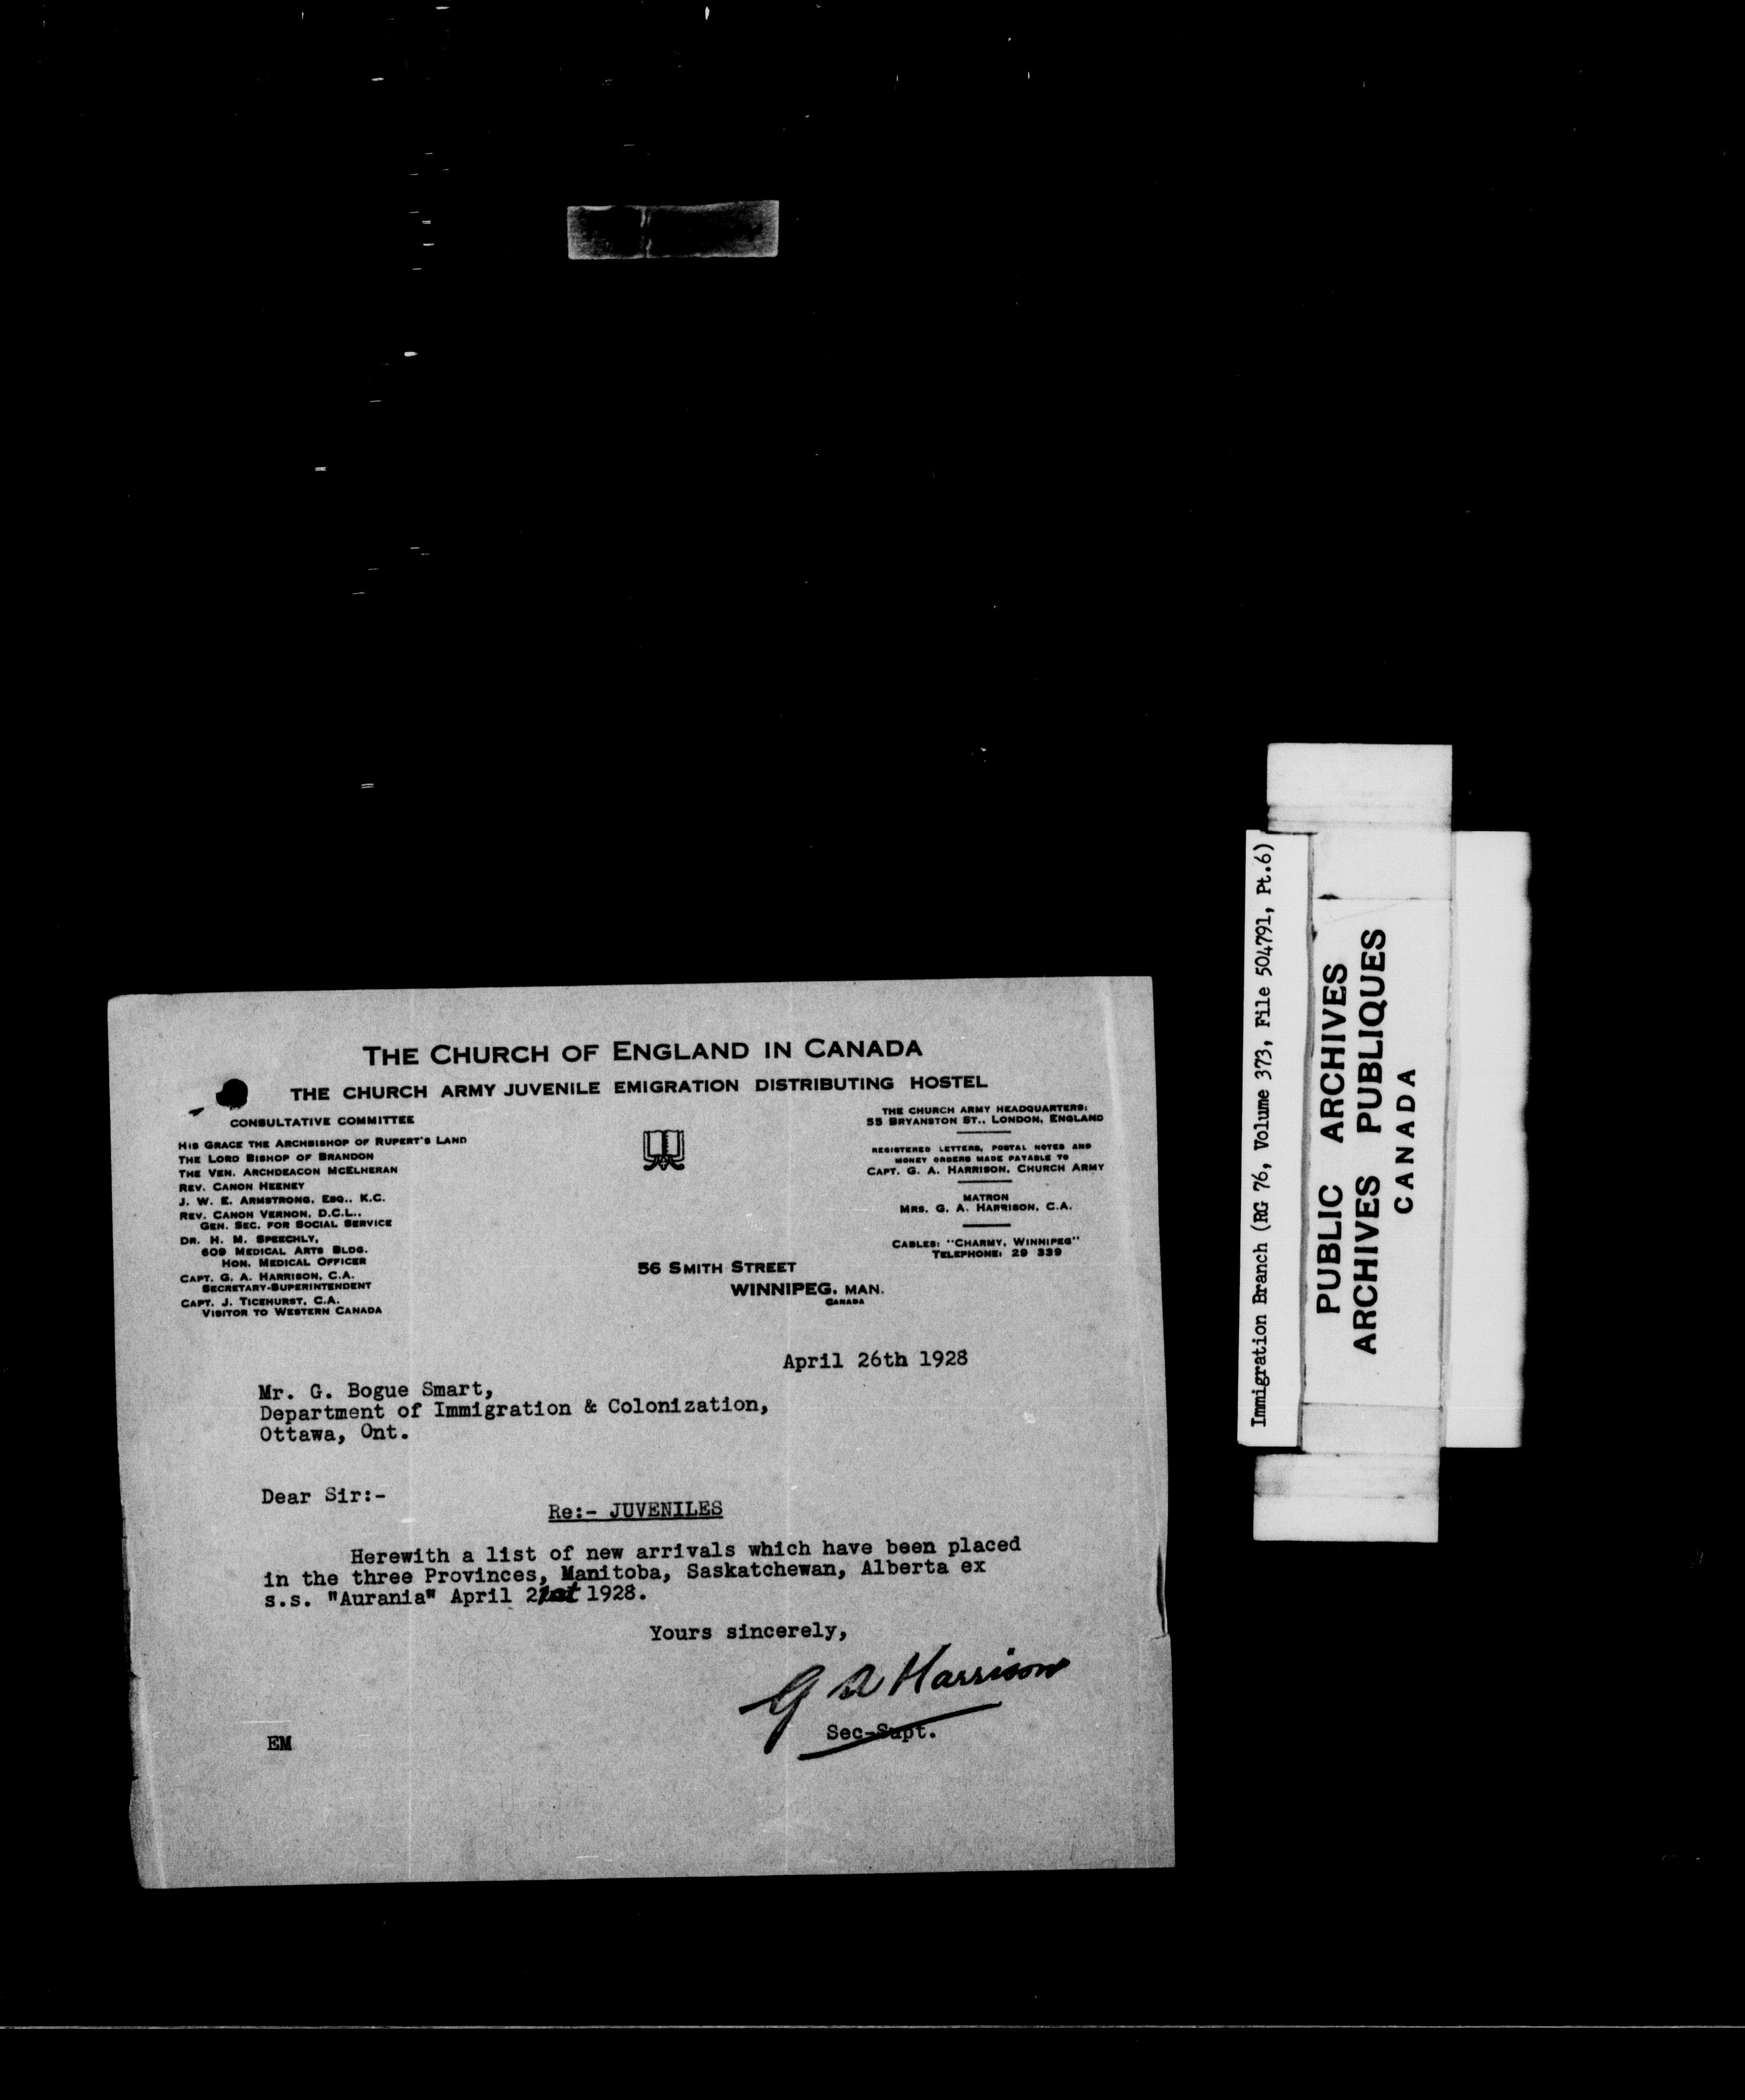 THE CHURCH OF ENGLAND IN CANADA
THE CHURCH ARMY JUVENILE EMIGRATION DISTRIBUTING HOSTEL
CONSULTATIVE COMMITTEE
HIS GRACE THE ARCHBISHOP OF RUPERT'S LAND
THE LORD BISHOP OF BRANDON
THE VEN. ARCHDEACON MCELHERAN
REV. CANON HEENEY
J. W. E. ARMSTRONG, ESQ., K.C.
REV. CANON VERNON, D.C.L.,
GEN. SEC. FOR SOCIAL SERVICE
DR. H. M. SPEECHLY,
609 MEDICAL ARTS BLDG.
HON. MEDICAL OFFICER
CAPT. G. A. HARRISON, C.A.
SECRETARY-SUPERINTENDENT
CAPT. J. TICEHURST, C.A.
VISITOR TO WESTERN CANADA
THE CHURCH ARMY HEADQUARTERS:
55 BRYANSTON ST., LONDON, ENGLAND
REGISTERED LETTERS, POSTAL NOTES AND
MONEY ORDERS MADE PAYABLE TO
CAPT. G. A. HARRISON, CHURCH ARMY
MATRON
MRS. G. A. HARRISON, C.A.
CABLES: "CHARMY, WINNIPEG"
TELEPHONE: 29 339
56 SMITH STREET
WINNIPEG, MAN.
CANADA
April 26th 1928
Mr. G. Bogue Smart,
Department of Immigration & Colonization,
Ottawa, Ont.
Dear Sir:-
Re:- JUVENILES
Herewith a list of new arrivals which have been placed
in the three Provinces, Manitoba, Saskatchewan, Alberta ex
s.s. "Aurania" April 21st 1928.
Yours sincerely,
G A Harrison
Sec-Supt.
EM
Immigration Branch (RG 76, Volume 373, File 504791, Pt.6)
PUBLIC ARCHIVES
ARCHIVES PUBLIQUES
CANADA